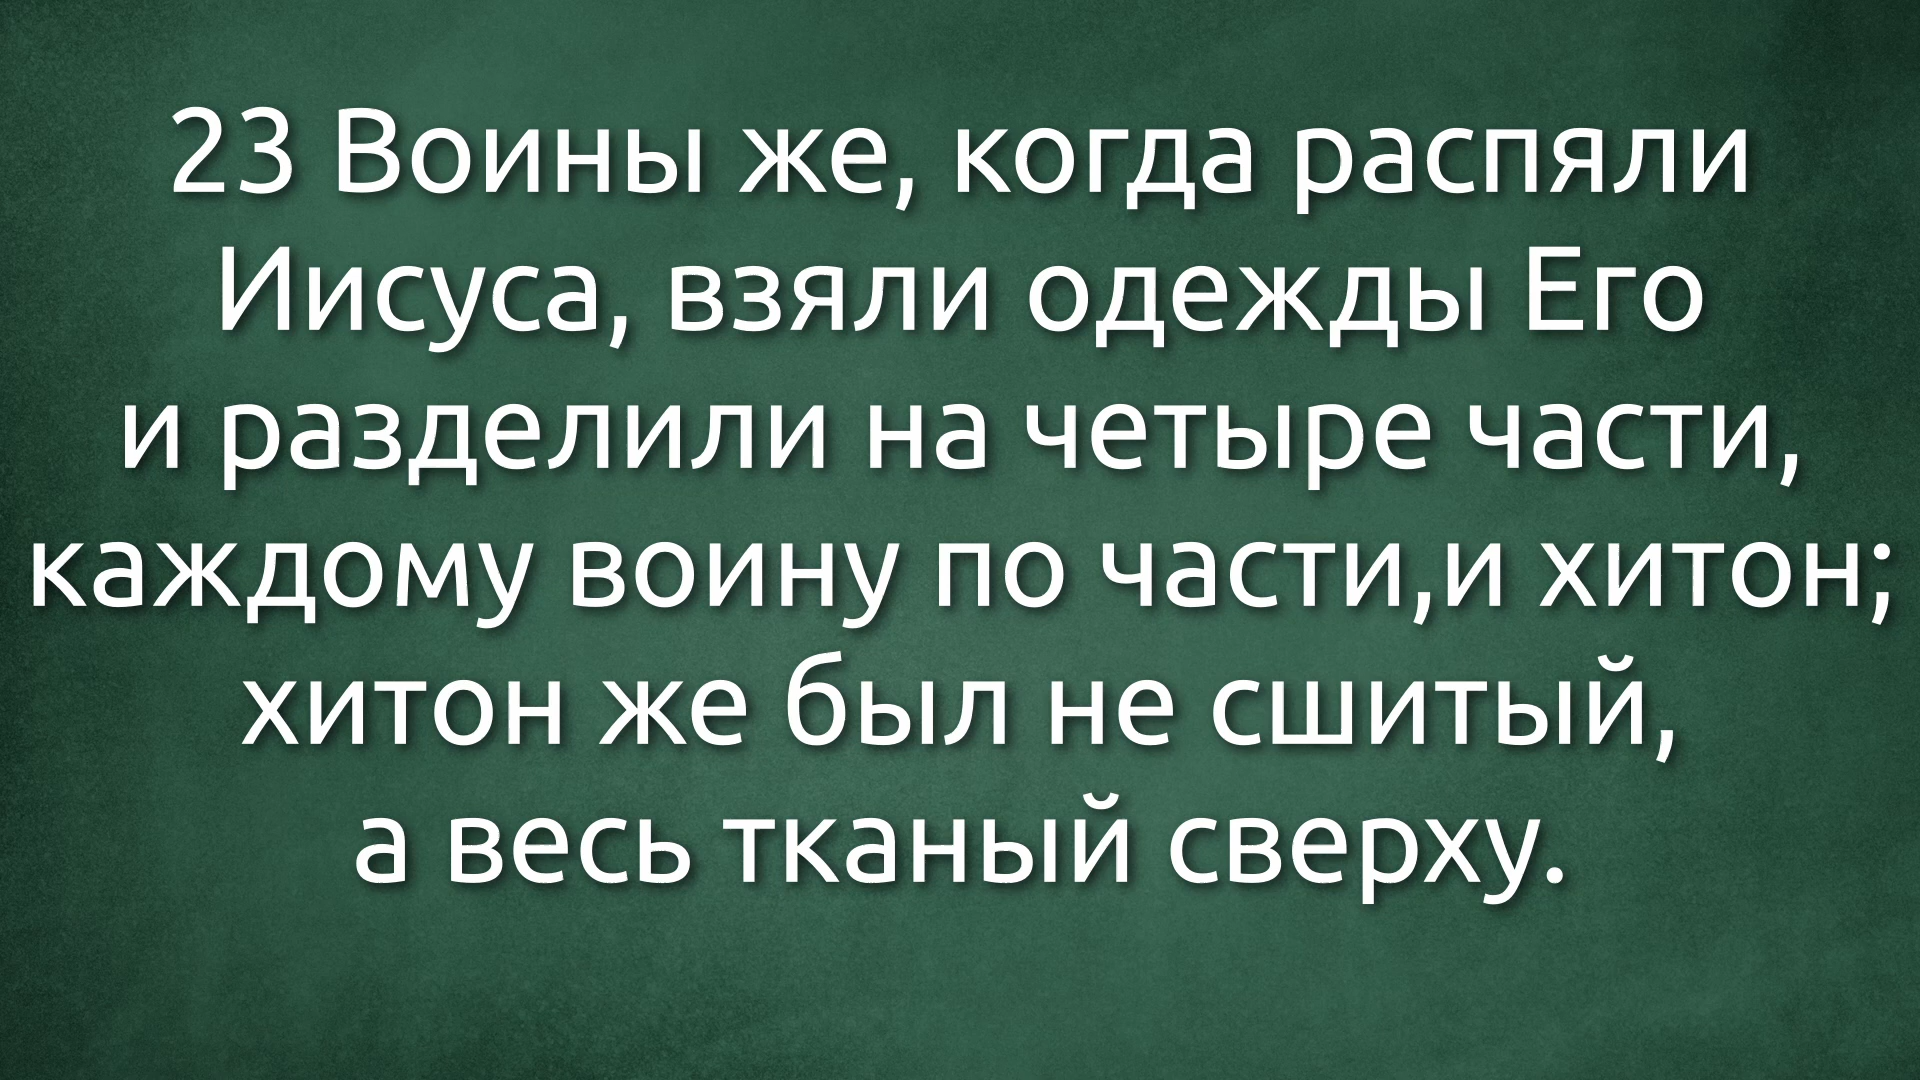 23 Воины же, когда распяли
Иисуса, взяли одежды Его
и разделили на четыре части,
каждому воину по части,и хитон;
хитон же был не сшитый,
а весь тканый сверху.